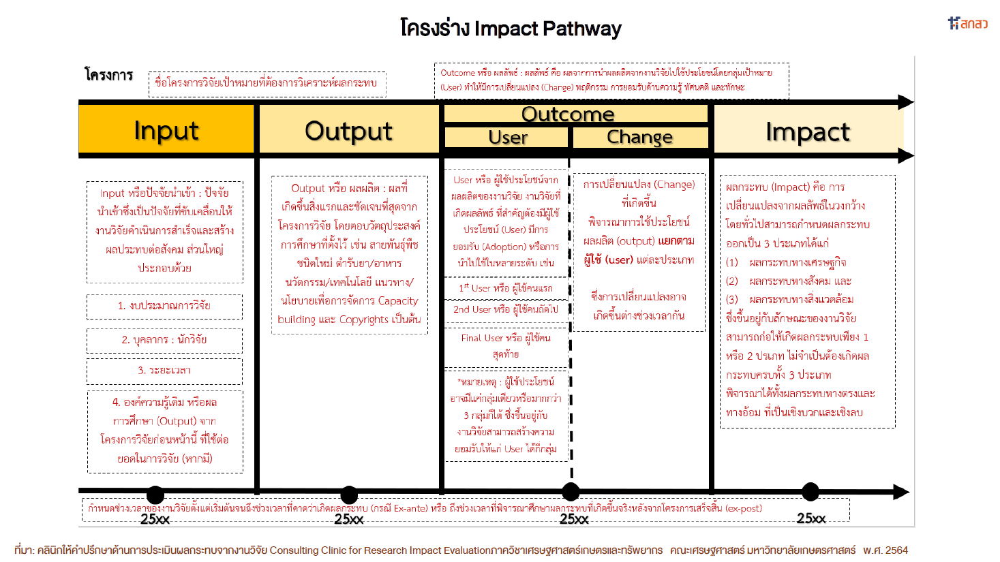 โครงร่าง Impact Pathway
สกสว
โครงการ
ชื่อโครงการวิจัยเป้าหมายที่ต้องการวิเคราะห์ผลกระทบ
Outcome หรือ ผลลัพธ์ : ผลลัพธ์ คือ ผลจากการนำผลผลิตจากงานวิจัยไปใช้ประโยชน์โดยกลุ่มเป้าหมาย
(User) ทำให้มีการเปลี่ยนแปลง (Change) พฤติกรรม การยอมรับด้านความรู้ ทัศนคติ และทักษะ
Input
Output
Outcome
User
Change
Impact
Input หรือปัจจัยนำเข้า : ปัจจัย
นำเข้าซึ่งเป็นปัจจัยที่ขับเคลื่อนให้
งานวิจัยดำเนินการสำเร็จและสร้าง
ผลประทบต่อสังคม ส่วนใหญ่
ประกอบด้วย
1. งบประมาณการวิจัย
2. บุคลากร : นักวิจัย
3. ระยะเวลา
4. องค์ความรู้เดิม หรือผล
การศึกษา (Output) จาก
โครงการวิจัยก่อนหน้านี้ ที่ใช้ต่อ
ยอดในการวิจัย (หากมี)
Output หรือ ผลผลิต : ผลที่
เกิดขึ้นสิ่งแรกและชัดเจนที่สุดจาก
โครงการวิจัย โดยตอบวัตถุประสงค์
การศึกษาที่ตั้งไว้ เช่น สายพันธุ์พืช
ชนิดใหม่ ตำรับยา/อาหาร
นวัตกรรม/เทคโนโลยี แนวทาง/
นโยบายเพื่อการจัดการ Capacity
building และ Copyrights เป็นต้น
User หรือ ผู้ใช้ประโยชน์จาก
ผลผลิตของงานวิจัย งานวิจัยที่
เกิดผลลัพธ์ ที่สำคัญต้องมีผู้ใช้
ประโยชน์ (User) มีการ
ยอมรับ (Adoption) หรือการ
นำไปใช้ในหลายระดับ เช่น
1st User หรือ ผู้ใช้คนแรก
2nd User หรือ ผู้ใช้คนถัดไป
Final User หรือ ผู้ใช้คน
สุดท้าย
*หมายเหตุ : ผู้ใช้ประโยชน์
อาจมีแค่กลุ่มเดียวหรือมากกว่า
3 กลุ่มก็ได้ ซึ่งขึ้นอยู่กับ
งานวิจัยสามารถสร้างความ
ยอมรับให้แก่ User ได้กี่กลุ่ม
การเปลี่ยนแปลง (Change)
ที่เกิดขึ้น
พิจารณาการใช้ประโยชน์
ผลผลิต (output) แยกตาม
ผู้ใช้ (user) แต่ละประเภท
ซึ่งการเปลี่ยนแปลงอาจ
เกิดขึ้นต่างช่วงเวลากัน
ผลกระทบ (Impact) คือ การ
เปลี่ยนแปลงจากผลลัพธ์ในวงกว้าง
โดยทั่วไปสามารถกำหนดผลกระทบ
ออกเป็น 3 ประเภทได้แก่
(1) ผลกระทบทางเศรษฐกิจ
(2) ผลกระทบทางสังคม และ
(3) ผลกระทบทางสิ่งแวดล้อม
ซึ่งขึ้นอยู่กับลักษณะของงานวิจัย
สามารถก่อให้เกิดผลกระทบเพียง 1
หรือ 2 ปรเภท ไม่จำเป็นต้องเกิดผล
กระทบครบทั้ง 3 ประเภท
พิจารณาได้ทั้งผลกระทบทางตรงและ
ทางอ้อม ที่เป็นเชิงบวกและเชิงลบ
กำหนดช่วงเวลาของงานวิจัยตั้งแต่เริ่มต้นจนถึงช่วงเวลาที่คาดว่าเกิดผลกระทบ (กรณี Ex-ante) หรือ ถึงช่วงเวลาที่พิจารณาศึกษาผลกระทบที่เกิดขึ้นจริงหลังจากโครงการเสร็จสิ้น (ex-post)
25xx
25xx
25xx
25xx
ที่มา: คลินิกให้คำปรึกษาด้านการประเมินผลกระทบจากงานวิจัย Consulting Clinic for Research Impact Evaluationภาควิชาเศรษฐศาสตร์เกษตรและทรัพยากร คณะเศรษฐศาสตร์ มหาวิทยาลัยเกษตรศาสตร์ พ.ศ. 2564